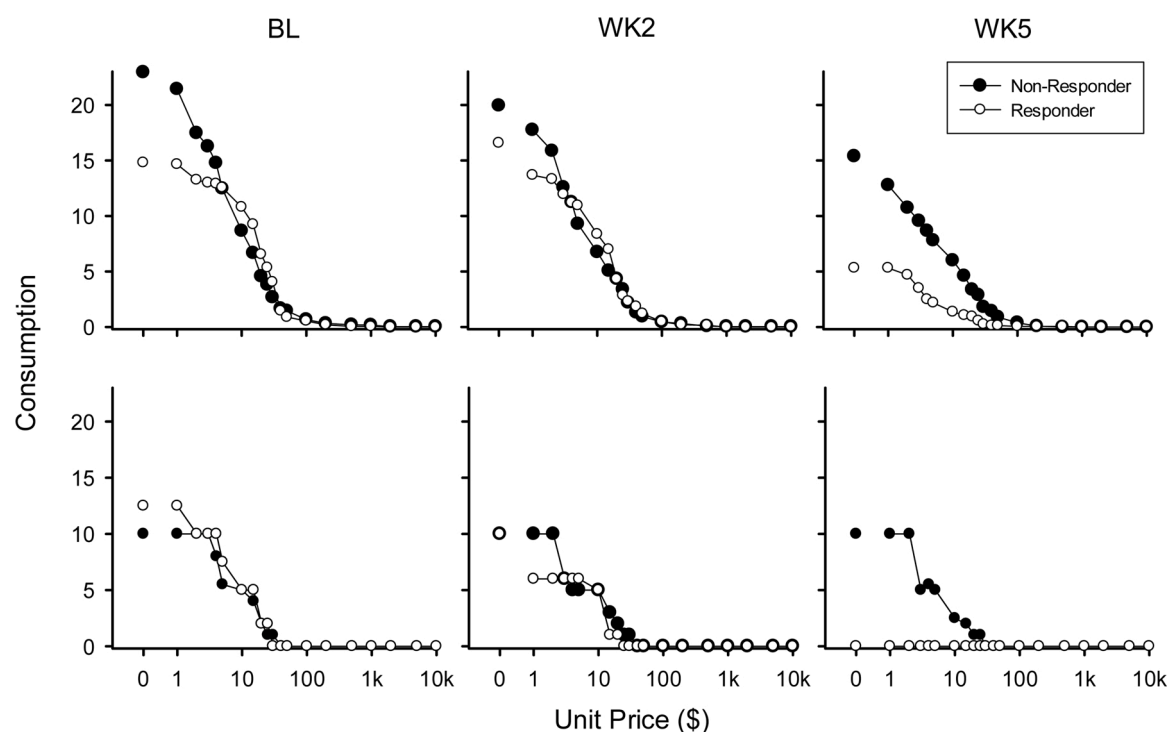 BL WK2 WK5
Non-Responder
Responder
20
15
10
5
0
Consumption
20
15
10
5
0
0 1 10 100 1k 10k 0 1 10 100 1k 10k 0 1 10 100 1k 10k
Unit Price ($)